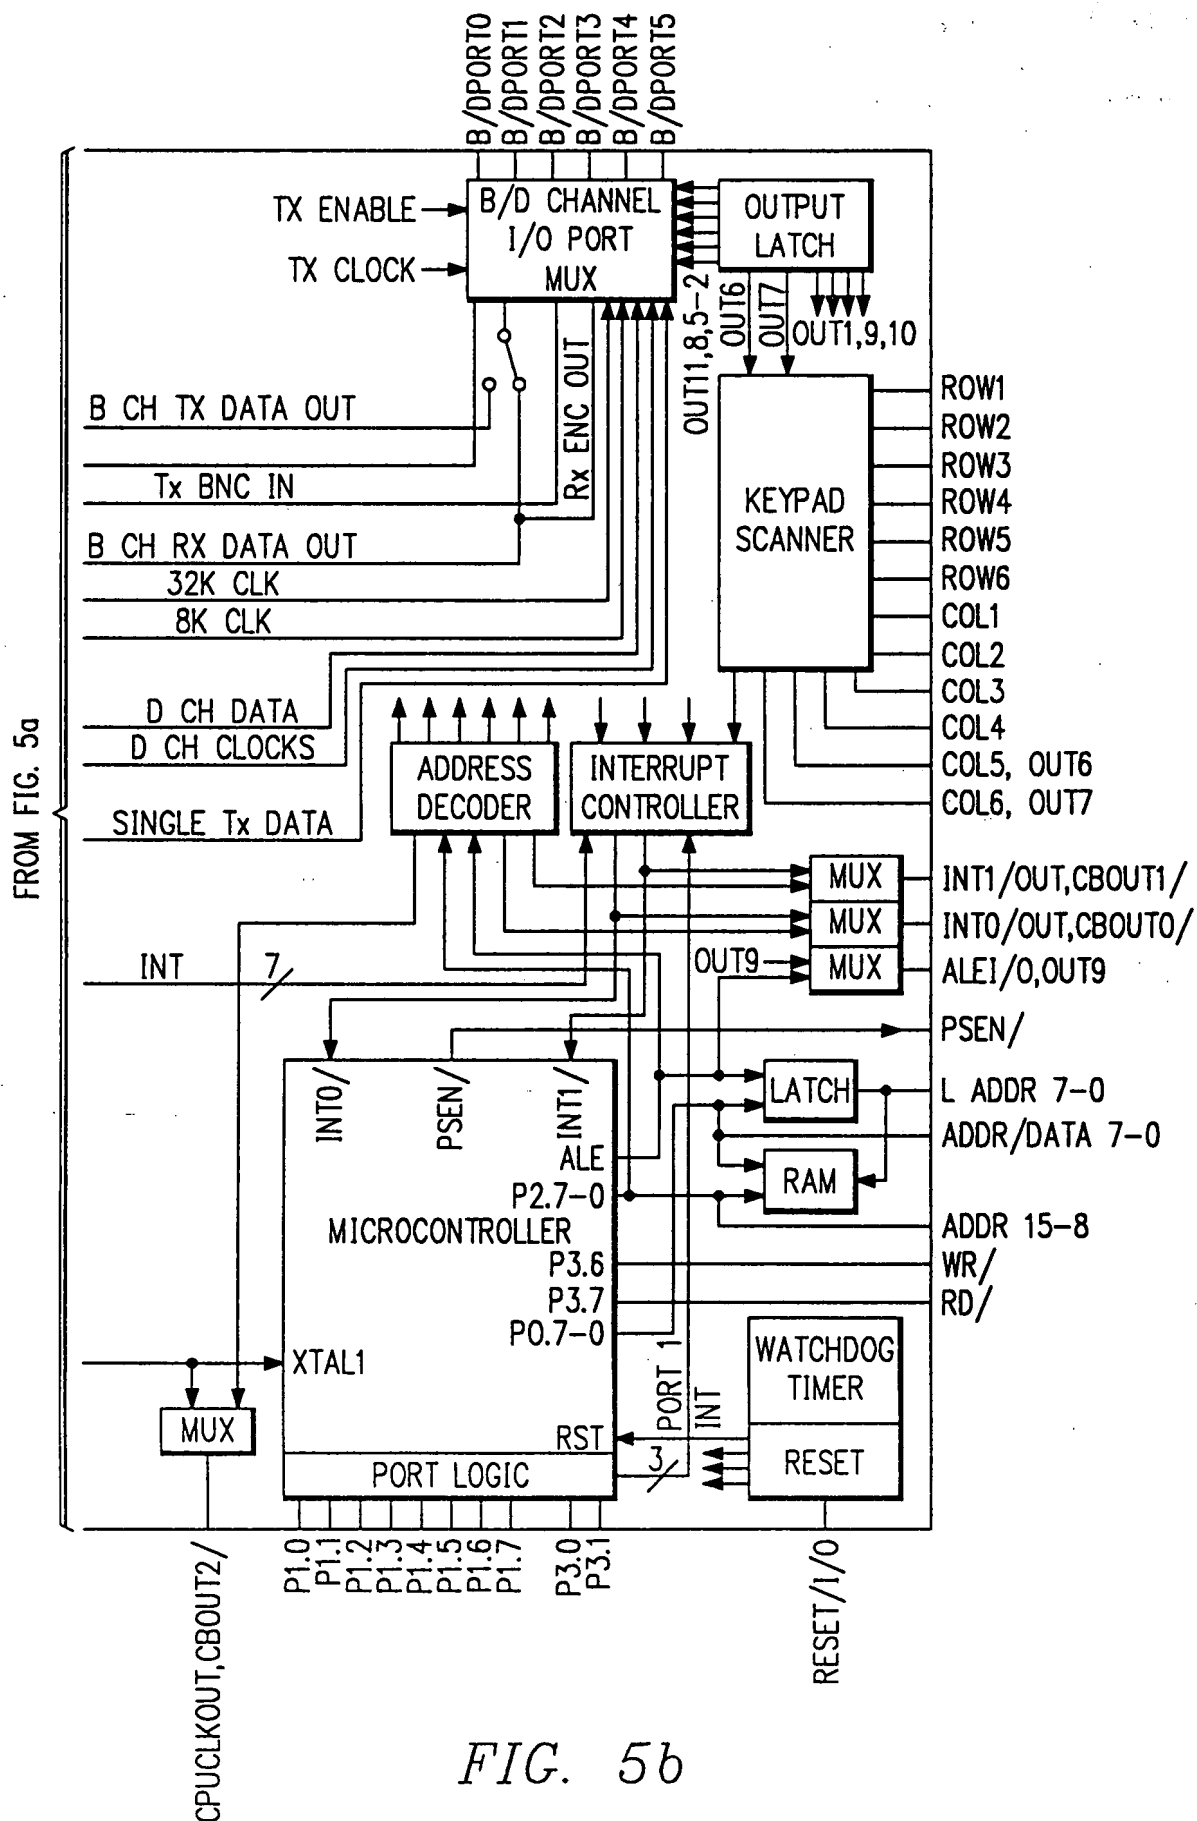 B/DPORT0
B/DPORT1
B/DPORT2
B/DPORT3
B/DPORT4
B/DPORT5
TX ENABLE
TX CLOCK
B/D CHANNEL
I/O PORT
MUX
OUTPUT
LATCH
OUT11,8,5-2
OUT6
OUT7
OUT1,9,10
Rx ENC OUT
B CH TX DATA OUT
Tx BNC IN
B CH RX DATA OUT
32K CLK
8K CLK
D CH DATA
D CH CLOCKS
SINGLE Tx DATA
INT
7
FROM FIG. 5a
KEYPAD
SCANNER
ROW1
ROW2
ROW3
ROW4
ROW5
ROW6
COL1
COL2
COL3
COL4
COL5, OUT6
COL6, OUT7
ADDRESS
DECODER
INTERRUPT
CONTROLLER
MUX
INT1/OUT,CBOUT1/
MUX
INT0/OUT,CBOUT0/
OUT9
MUX
ALEI/O,OUT9
PSEN/
INT0/
PSEN/
INT1/
LATCH
L ADDR 7-0
ADDR/DATA 7-0
ALE
RAM
P2.7-0
ADDR 15-8
MICROCONTROLLER
P3.6
WR/
P3.7
RD/
P0.7-0
XTAL1
PORT 1
INT
WATCHDOG
TIMER
MUX
RST
RESET
3
PORT LOGIC
P1.0
P1.1
P1.2
P1.3
P1.4
P1.5
P1.6
P1.7
P3.0
P3.1
CPUCLKOUT,CBOUT2/
RESET/I/O
FIG. 5b